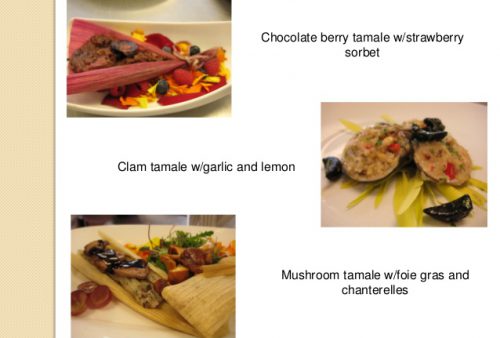 Chocolate berry tamale w/strawberry
sorbet
Clam tamale w/garlic and lemon
Mushroom tamale w/foie gras and
chanterelles